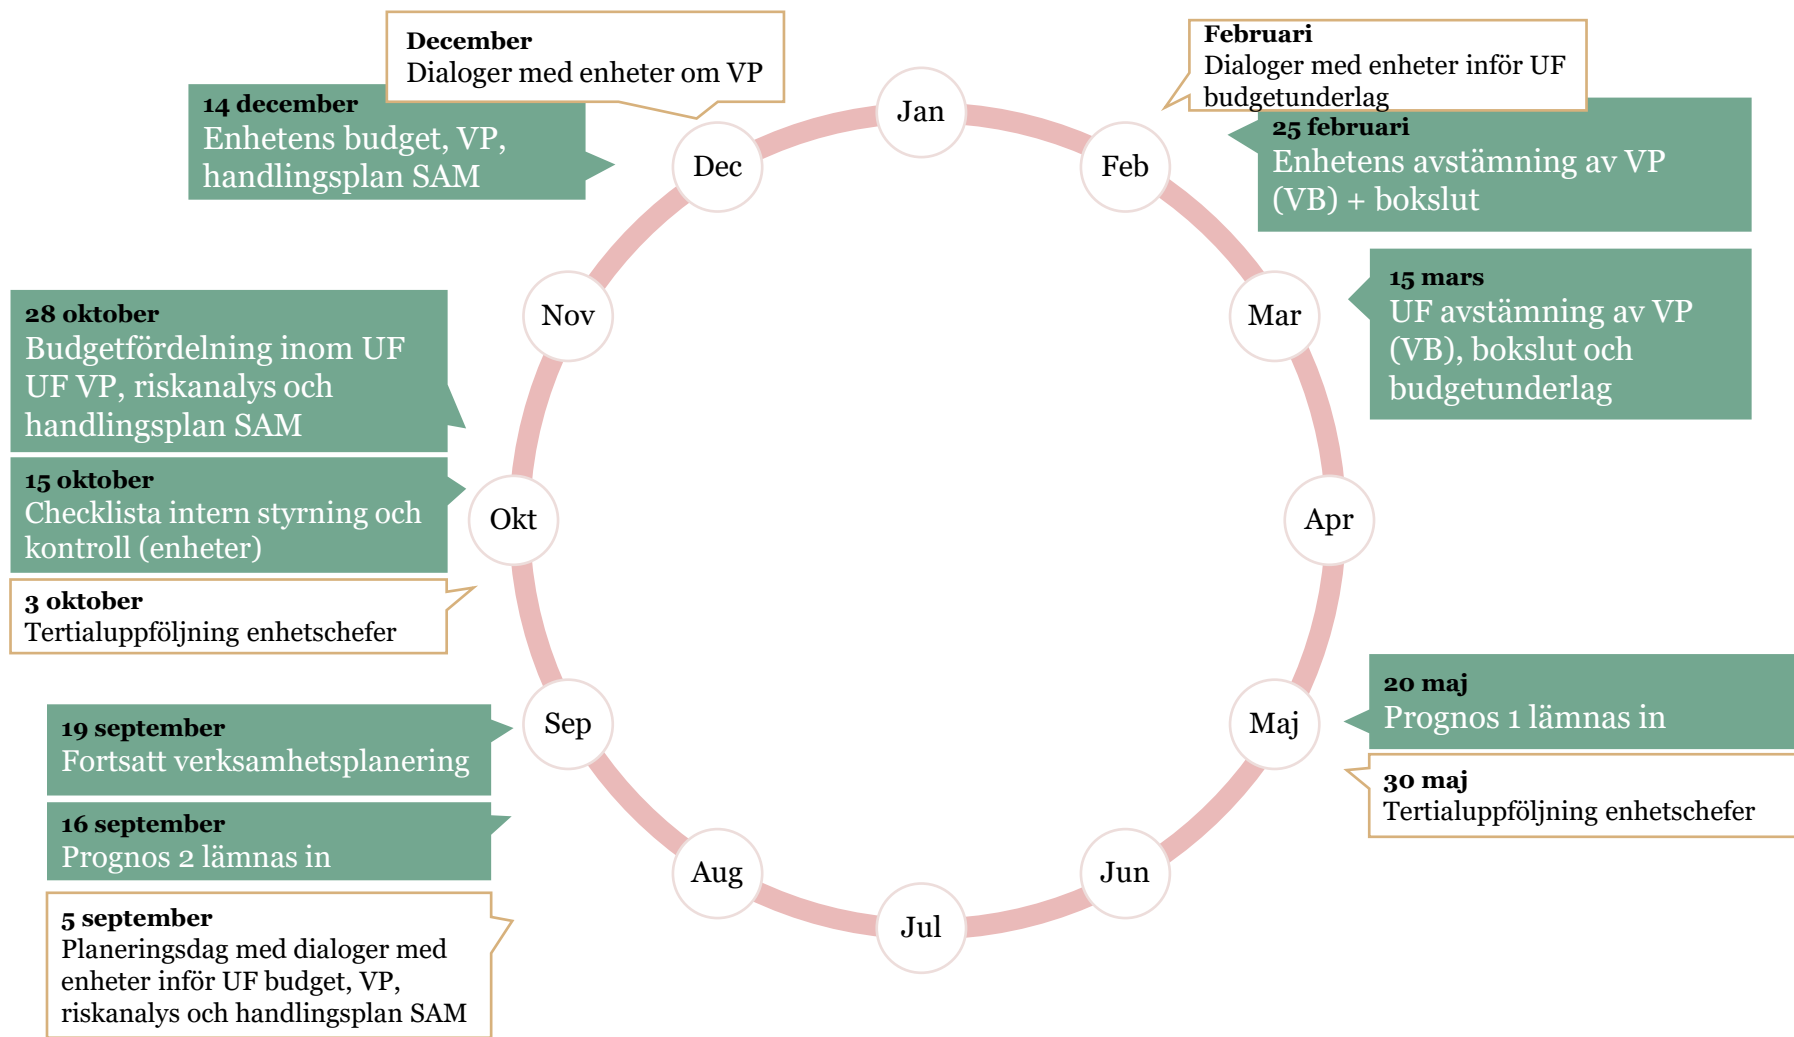 December
Dialoger med enheter om VP
Februari
Dialoger med enheter inför UF
budgetunderlag
14 december
Enhetens budget, VP,
handlingsplan SAM
25 februari
Enhetens avstämning av VP
(VB) + bokslut
15 mars
UF avstämning av VP
(VB), bokslut och
budgetunderlag
28 oktober
Budgetfördelning inom UF
UF VP, riskanalys och
handlingsplan SAM
15 oktober
Checklista intern styrning och
kontroll (enheter)
3 oktober
Tertialuppföljning enhetschefer
20 maj
Prognos 1 lämnas in
30 maj
Tertialuppföljning enhetschefer
19 september
Fortsatt verksamhetsplanering
16 september
Prognos 2 lämnas in
5 september
Planeringsdag med dialoger med
enheter inför UF budget, VP,
riskanalys och handlingsplan SAM
Jan
Feb
Mar
Apr
Maj
Jun
Jul
Aug
Sep
Okt
Nov
Dec